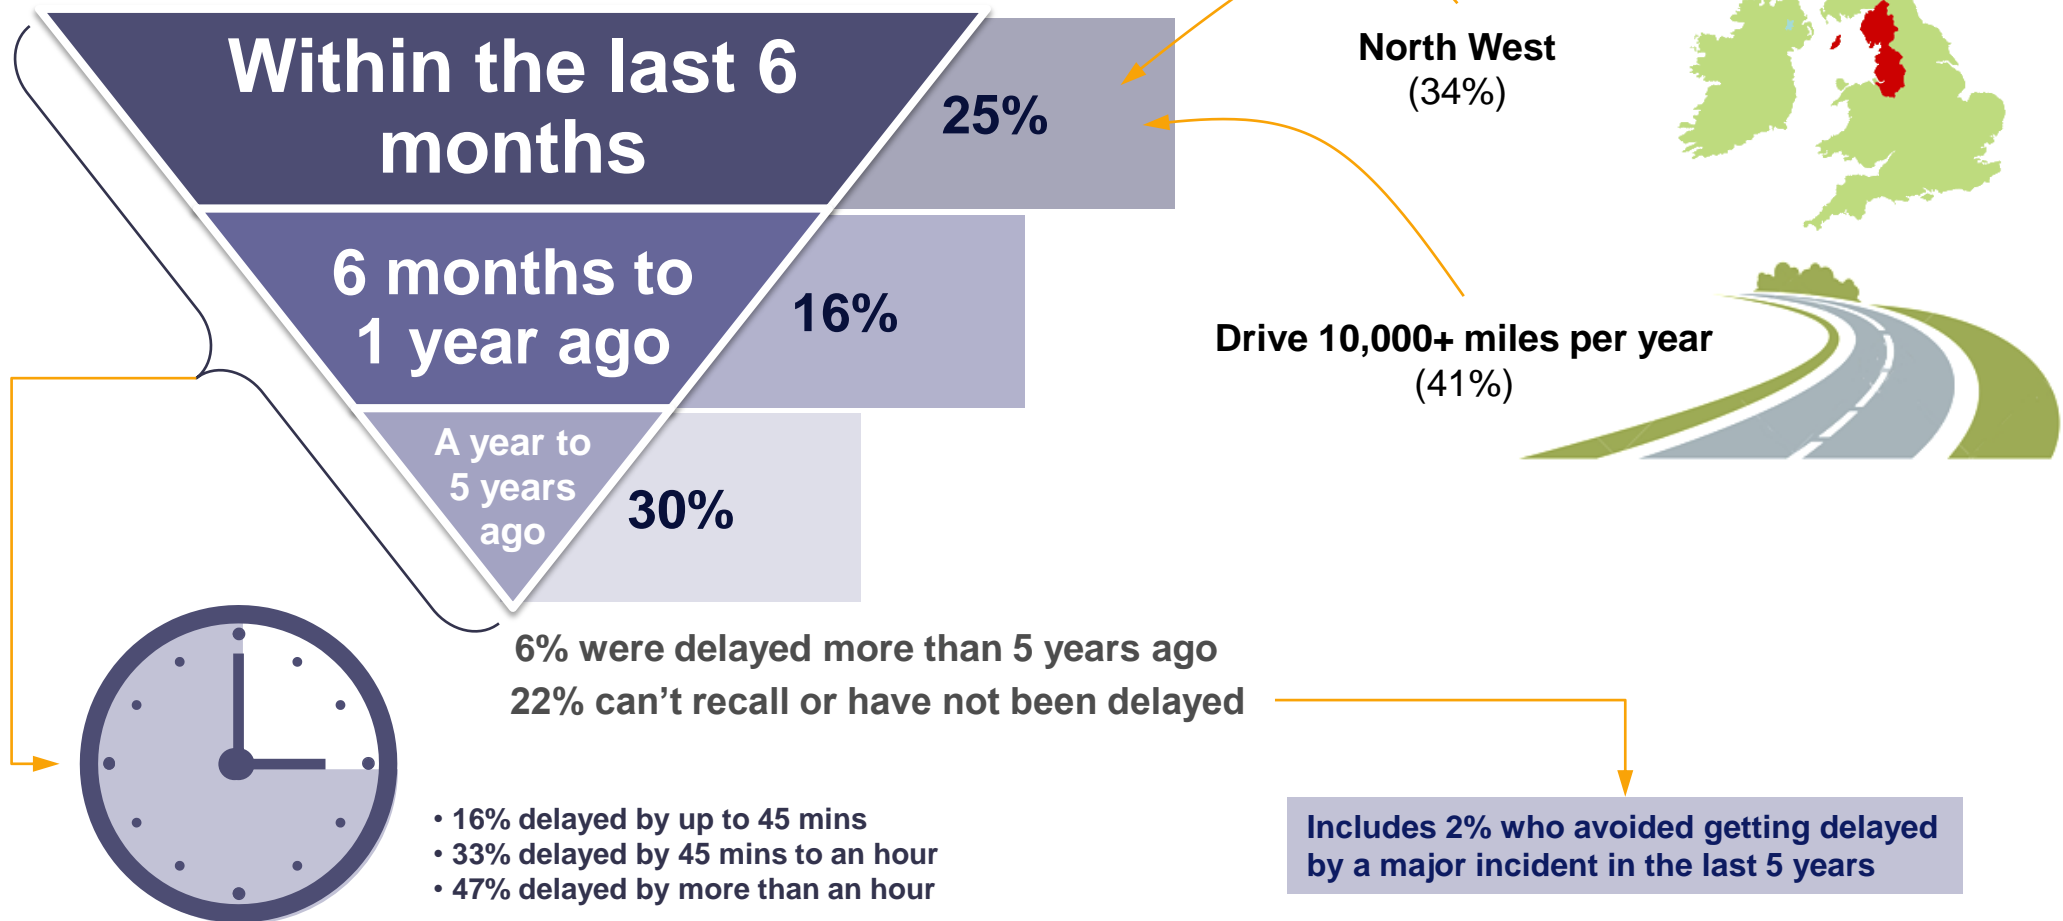 Within the last 6
months
25%
North West
(34%)
6 months to
1 year ago
16%
Drive 10,000+ miles per year
(41%)
A year to
5 years
ago
30%
6% were delayed more than 5 years ago
22% can’t recall or have not been delayed
• 16% delayed by up to 45 mins
• 33% delayed by 45 mins to an hour
• 47% delayed by more than an hour
Includes 2% who avoided getting delayed
by a major incident in the last 5 years